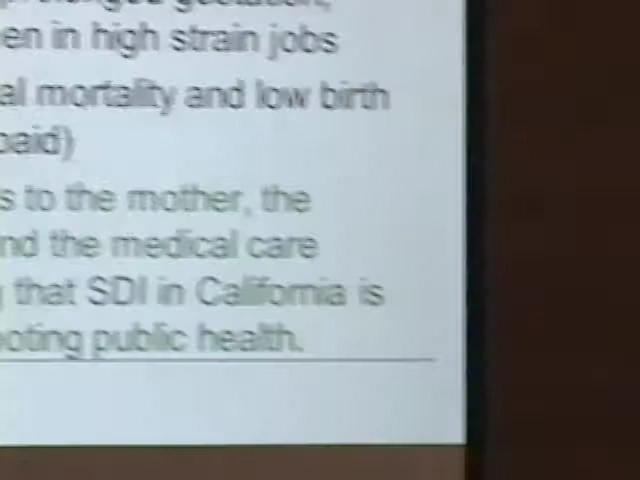 gestation,
en in high strain jobs
al mortality and low birth
paid)
s to the mother, the
nd the medical care
that SDI in California is
oting public health.